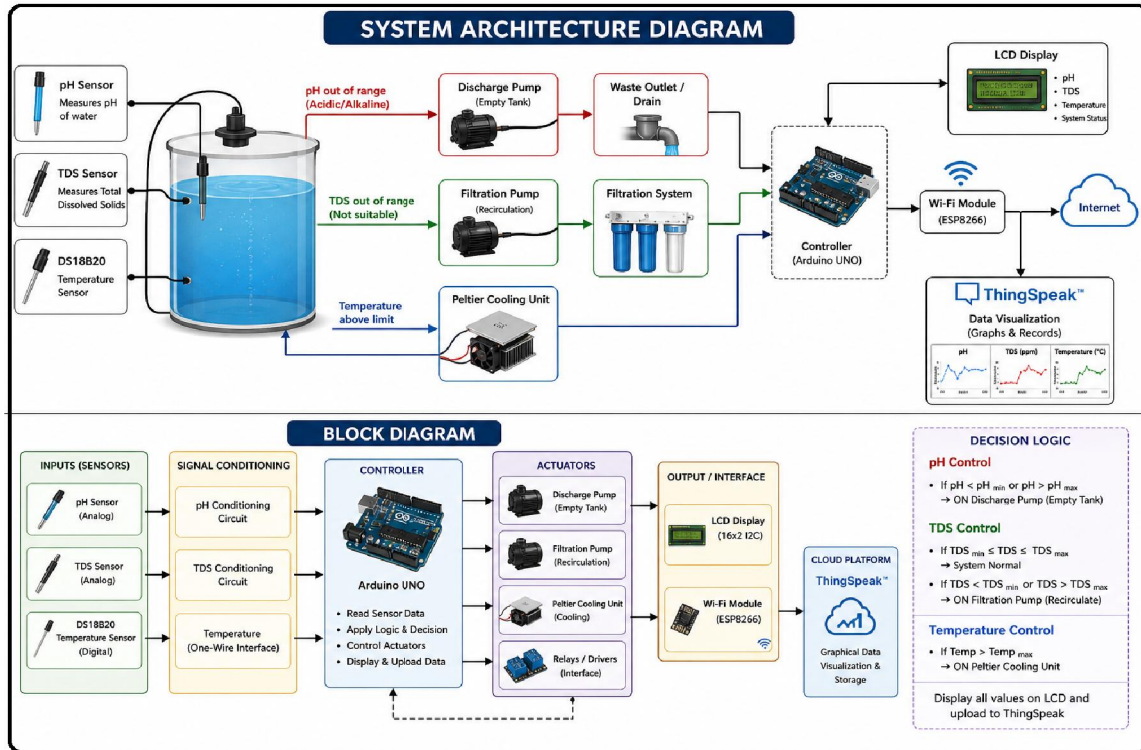 SYSTEM ARCHITECTURE DIAGRAM
pH Sensor
Measures pH
of water
TDS Sensor
Measures Total
Dissolved Solids
DS18B20
Temperature
Sensor
pH out of range
(Acidic/Alkaline)
Discharge Pump
(Empty Tank)
Waste Outlet /
Drain
TDS out of range
(Not suitable)
Filtration Pump
(Recirculation)
Filtration System
Temperature
above limit
Peltier Cooling Unit
Controller
(Arduino UNO)
LCD Display
• pH
• TDS
• Temperature
• System Status
Wi-Fi Module
(ESP8266)
Internet
ThingSpeak™
Data Visualization
(Graphs & Records)
pH
TDS (ppm)
Temperature (°C)
BLOCK DIAGRAM
INPUTS (SENSORS)
pH Sensor
(Analog)
TDS Sensor
(Analog)
DS18B20
Temperature Sensor
(Digital)
SIGNAL CONDITIONING
pH Conditioning
Circuit
TDS Conditioning
Circuit
Temperature
(One-Wire Interface)
CONTROLLER
Arduino UNO
• Read Sensor Data
• Apply Logic & Decision
• Control Actuators
• Display & Upload Data
ACTUATORS
Discharge Pump
(Empty Tank)
Filtration Pump
(Recirculation)
Peltier Cooling Unit
(Cooling)
Relays / Drivers
(Interface)
OUTPUT / INTERFACE
LCD Display
(16x2 I2C)
Wi-Fi Module
(ESP8266)
CLOUD PLATFORM
ThingSpeak™
Graphical Data
Visualization &
Storage
DECISION LOGIC
pH Control
• If pH < pH min or pH > pH max
→ ON Discharge Pump (Empty Tank)
TDS Control
• If TDS min ≤ TDS ≤ TDS max
→ System Normal
• If TDS < TDS min or TDS > TDS max
→ ON Filtration Pump (Recirculate)
Temperature Control
• If Temp > Temp max
→ ON Peltier Cooling Unit
Display all values on LCD and
upload to ThingSpeak